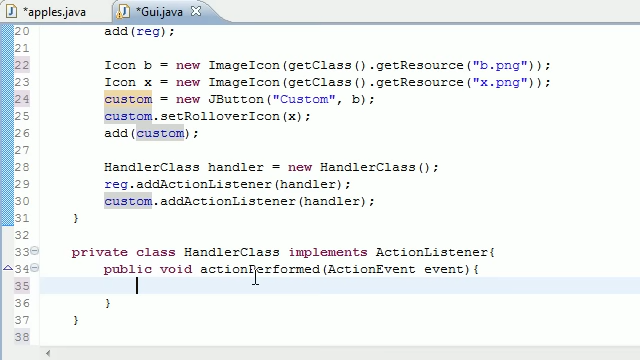 *apples.java *Gui.java
20 add(reg);
21
22 Icon b = new ImageIcon(getClass().getResource("b.png"));
23 Icon x = new ImageIcon(getClass().getResource("x.png"));
24 custom = new JButton("Custom", b);
25 custom.setRolloverIcon(x);
26 add(custom);
27
28 HandlerClass handler = new HandlerClass();
29 reg.addActionListener(handler);
30 custom.addActionListener(handler);
31 }
32
33 private class HandlerClass implements ActionListener{
34 public void actionPerformed(ActionEvent event){
35
36 }
37 }
38